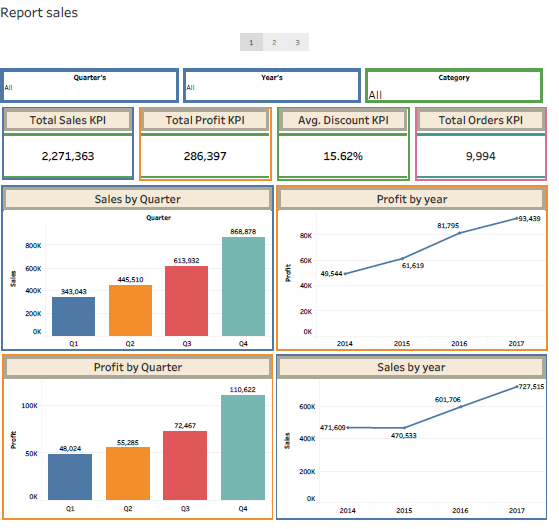 Report sales
1 2 3
Quarter's Year's Category
All All All
Total Sales KPI Total Profit KPI Avg. Discount KPI Total Orders KPI
2,271,363 286,397 15.62% 9,994
Sales by Quarter
Quarter
Sales
800K
600K
400K
200K
0K
343,043
445,510
613,932
868,878
Q1 Q2 Q3 Q4
Profit by year
Profit
80K
60K
40K
20K
0K
49,544
61,619
81,795
93,439
2014 2015 2016 2017
Profit by Quarter
Profit
100K
50K
0K
48,024
55,285
72,467
110,622
Q1 Q2 Q3 Q4
Sales by year
Sales
600K
400K
200K
0K
471,609
470,533
601,706
727,515
2014 2015 2016 2017